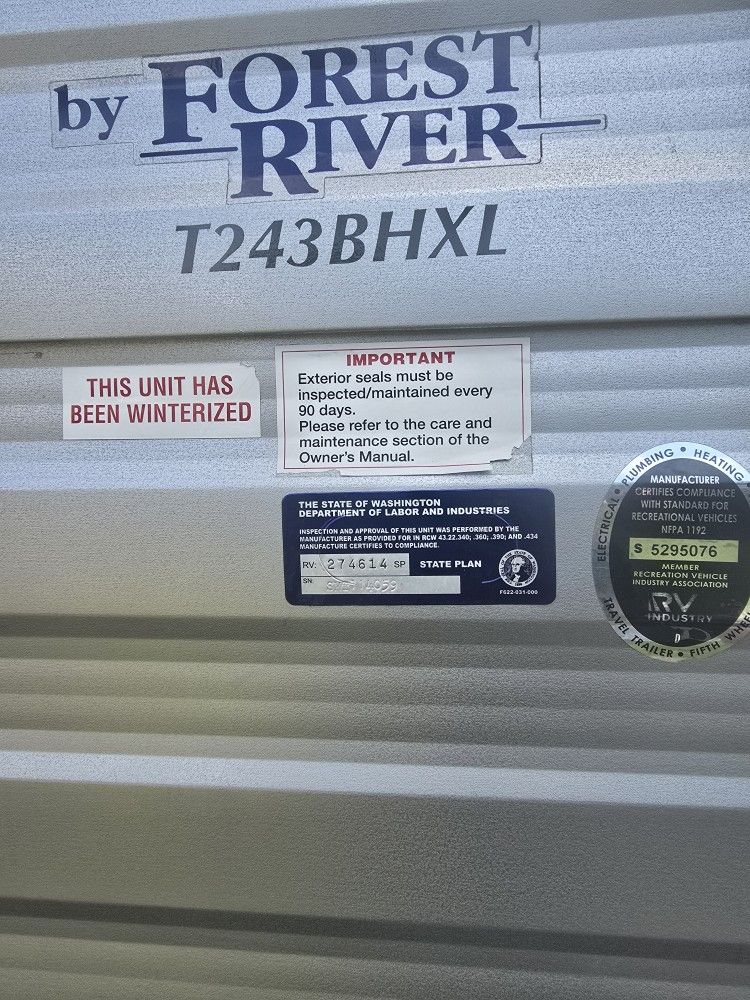 by FOREST
RIVER
T243BHXL
THIS UNIT HAS
BEEN WINTERIZED
IMPORTANT
Exterior seals must be
inspected/maintained every
90 days.
Please refer to the care and
maintenance section of the
Owner's Manual.
THE STATE OF WASHINGTON
DEPARTMENT OF LABOR AND INDUSTRIES
INSPECTION AND APPROVAL OF THIS UNIT WAS PERFORMED BY THE
MANUFACTURER AS PROVIDED FOR IN RCW 43.22.340; .360; .390; AND .434
MANUFACTURE CERTIFIES TO COMPLIANCE.
RV: 274614 SP STATE PLAN
SN:
F622-031-000
ELECTRICAL • PLUMBING • HEATING
MANUFACTURER
CERTIFIES COMPLIANCE
WITH STANDARD FOR
RECREATIONAL VEHICLES
NFPA 1192
S 5295076
MEMBER
RECREATION VEHICLE
INDUSTRY ASSOCIATION
RV
INDUSTRY
D
TRAVEL TRAILER • FIFTH WHEE